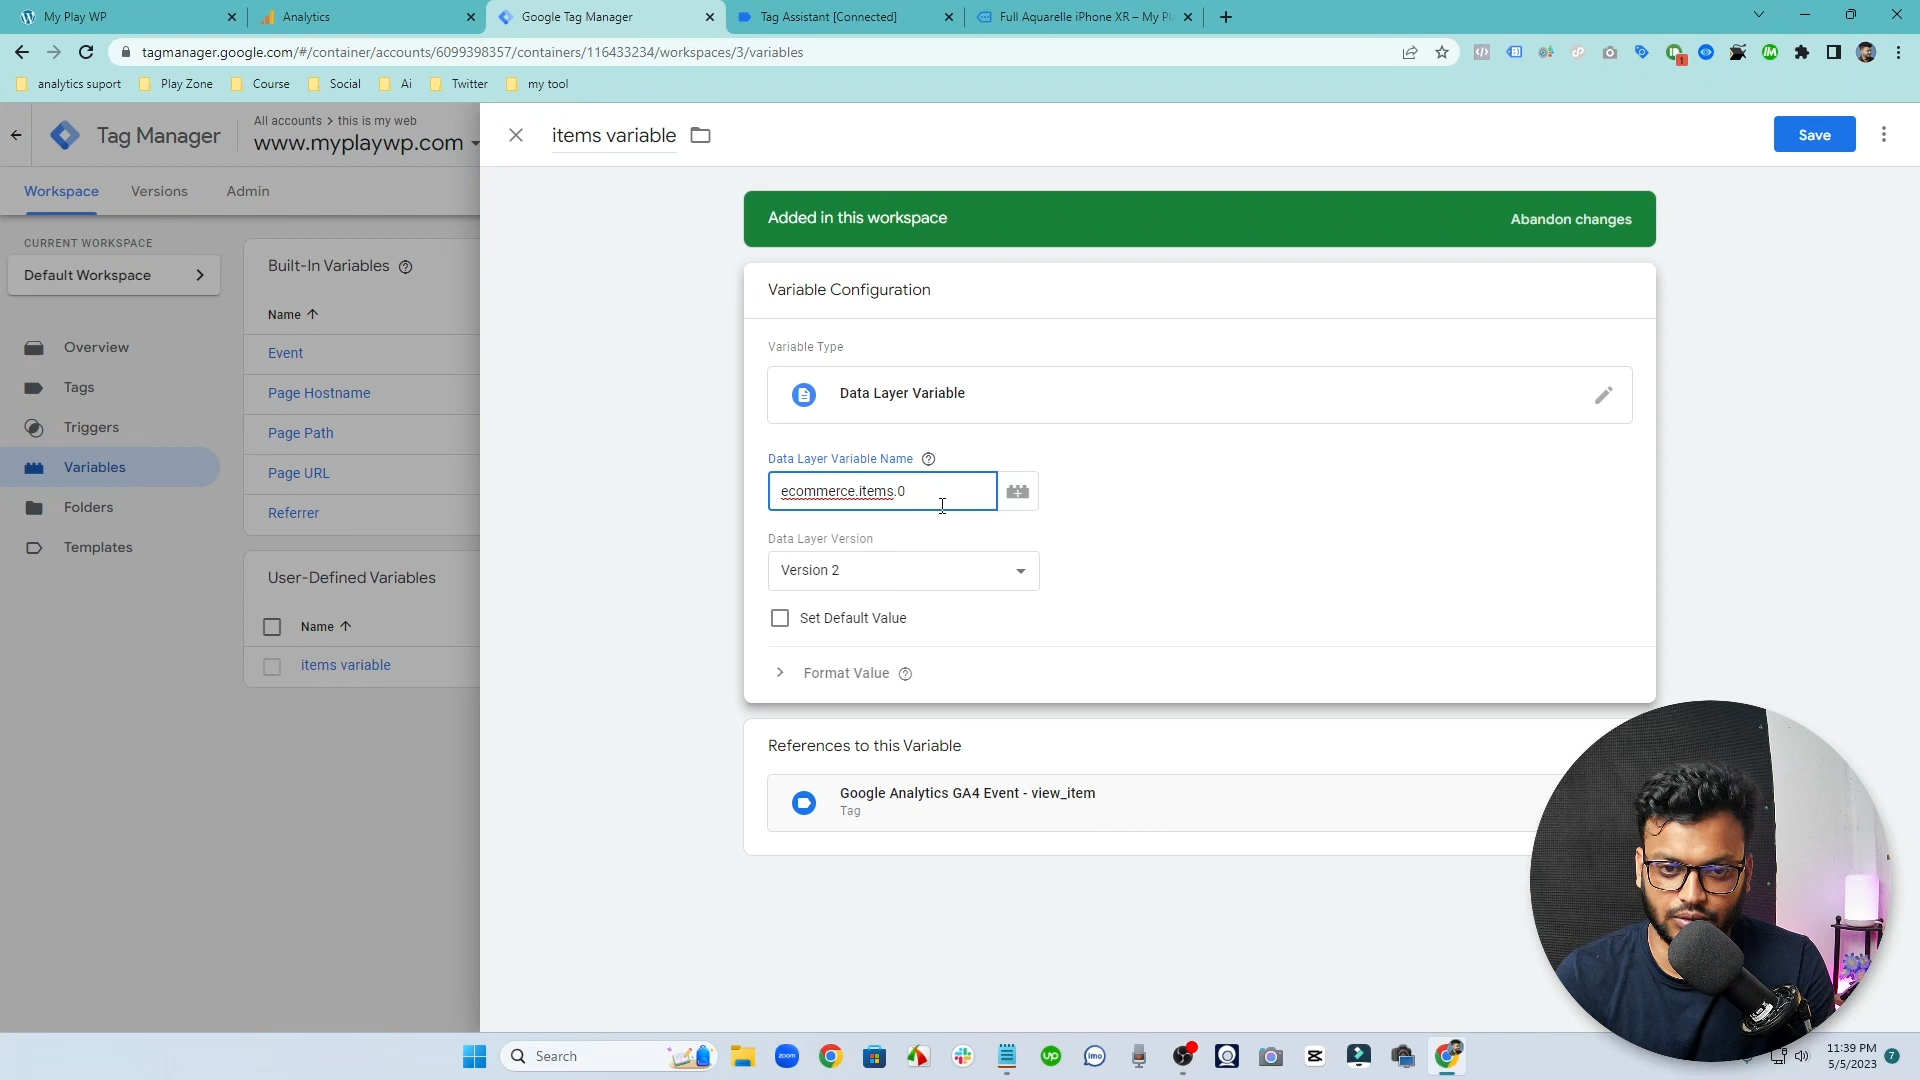 My Play WP
Analytics
Google Tag Manager
Tag Assistant [Connected]
Full Aquarelle iPhone XR – My Pl
tagmanager.google.com/#/container/accounts/6099398357/containers/116433234/workspaces/3/variables
1
analytics suport
Play Zone
Course
Social
Ai
Twitter
my tool
Tag Manager
All accounts > this is my web
www.myplaywp.com
items variable
Save
Workspace
Versions
Admin
Added in this workspace
Abandon changes
CURRENT WORKSPACE
Default Workspace
Built-In Variables
Variable Configuration
Name
Variable Type
Overview
Event
Tags
Page Hostname
Data Layer Variable
Triggers
Page Path
Data Layer Variable Name
Variables
Page URL
ecommerce.items.0
Folders
Referrer
Data Layer Version
Templates
Version 2
User-Defined Variables
Set Default Value
Name
items variable
Format Value
References to this Variable
Google Analytics GA4 Event - view_item
Tag
Search
zoom
up
imo
11:39 PM
5/5/2023
7